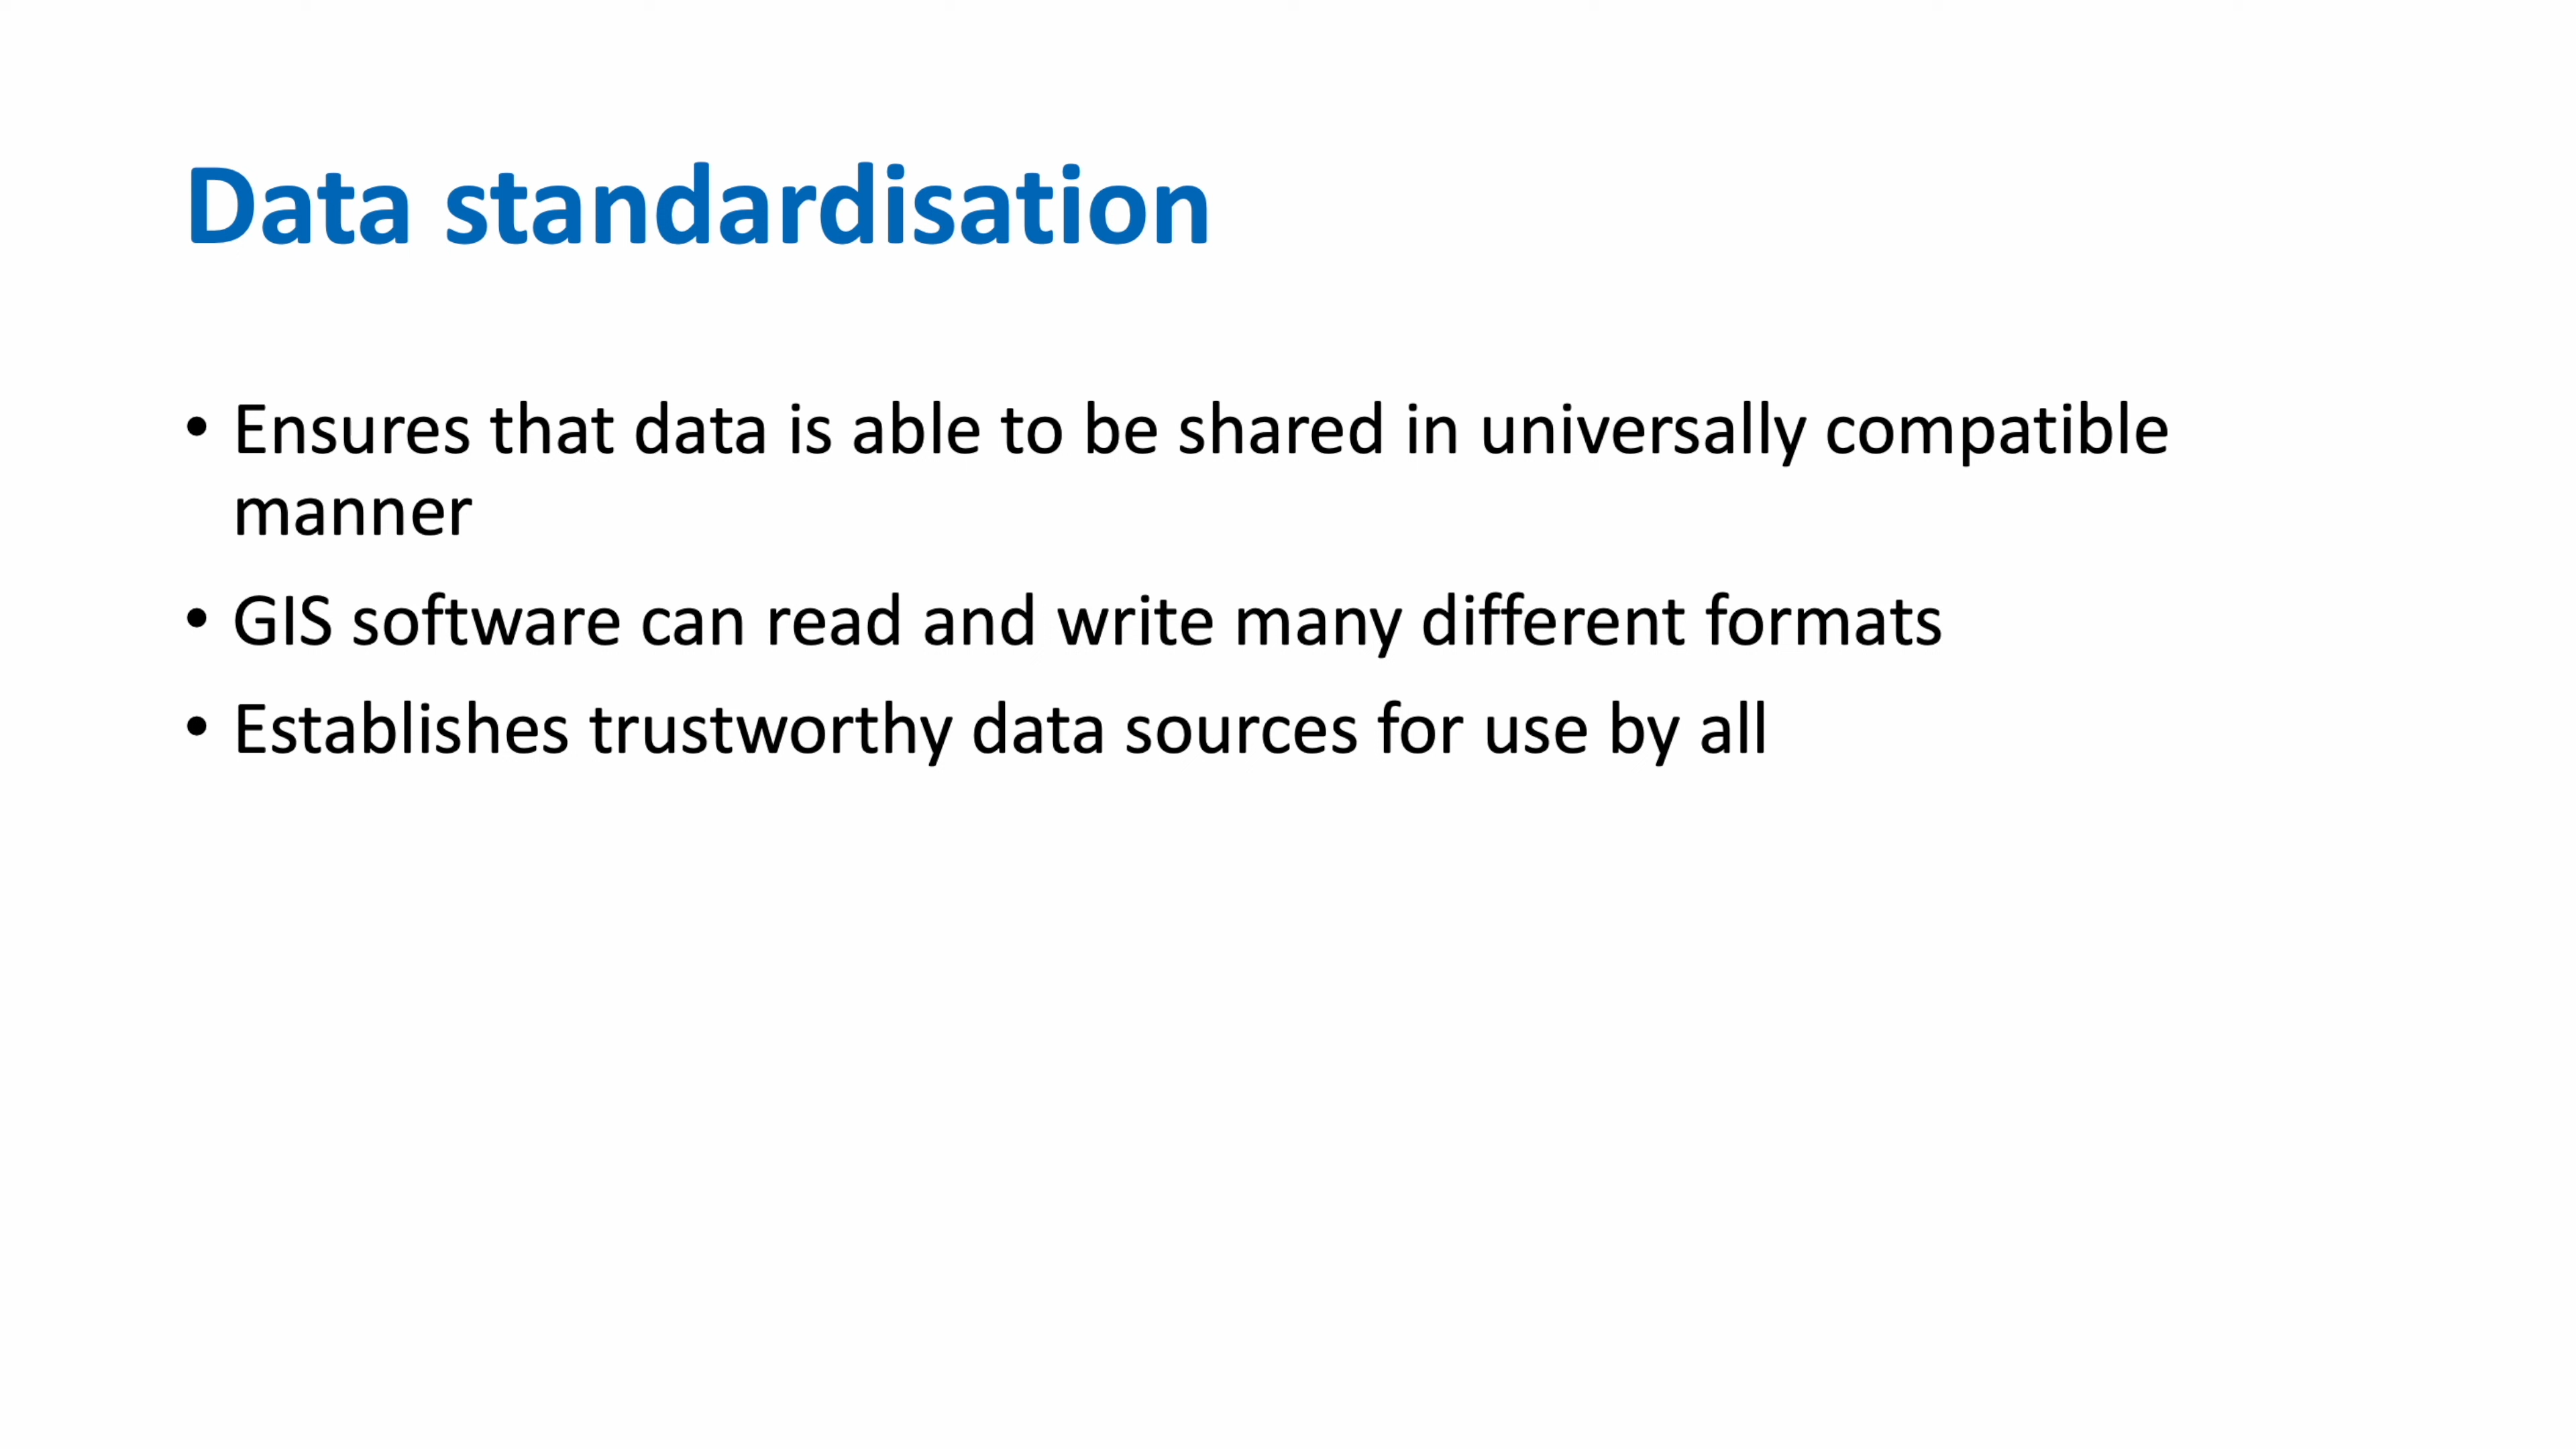 Data standardisation
• Ensures that data is able to be shared in universally compatible
manner
• GIS software can read and write many different formats
• Establishes trustworthy data sources for use by all